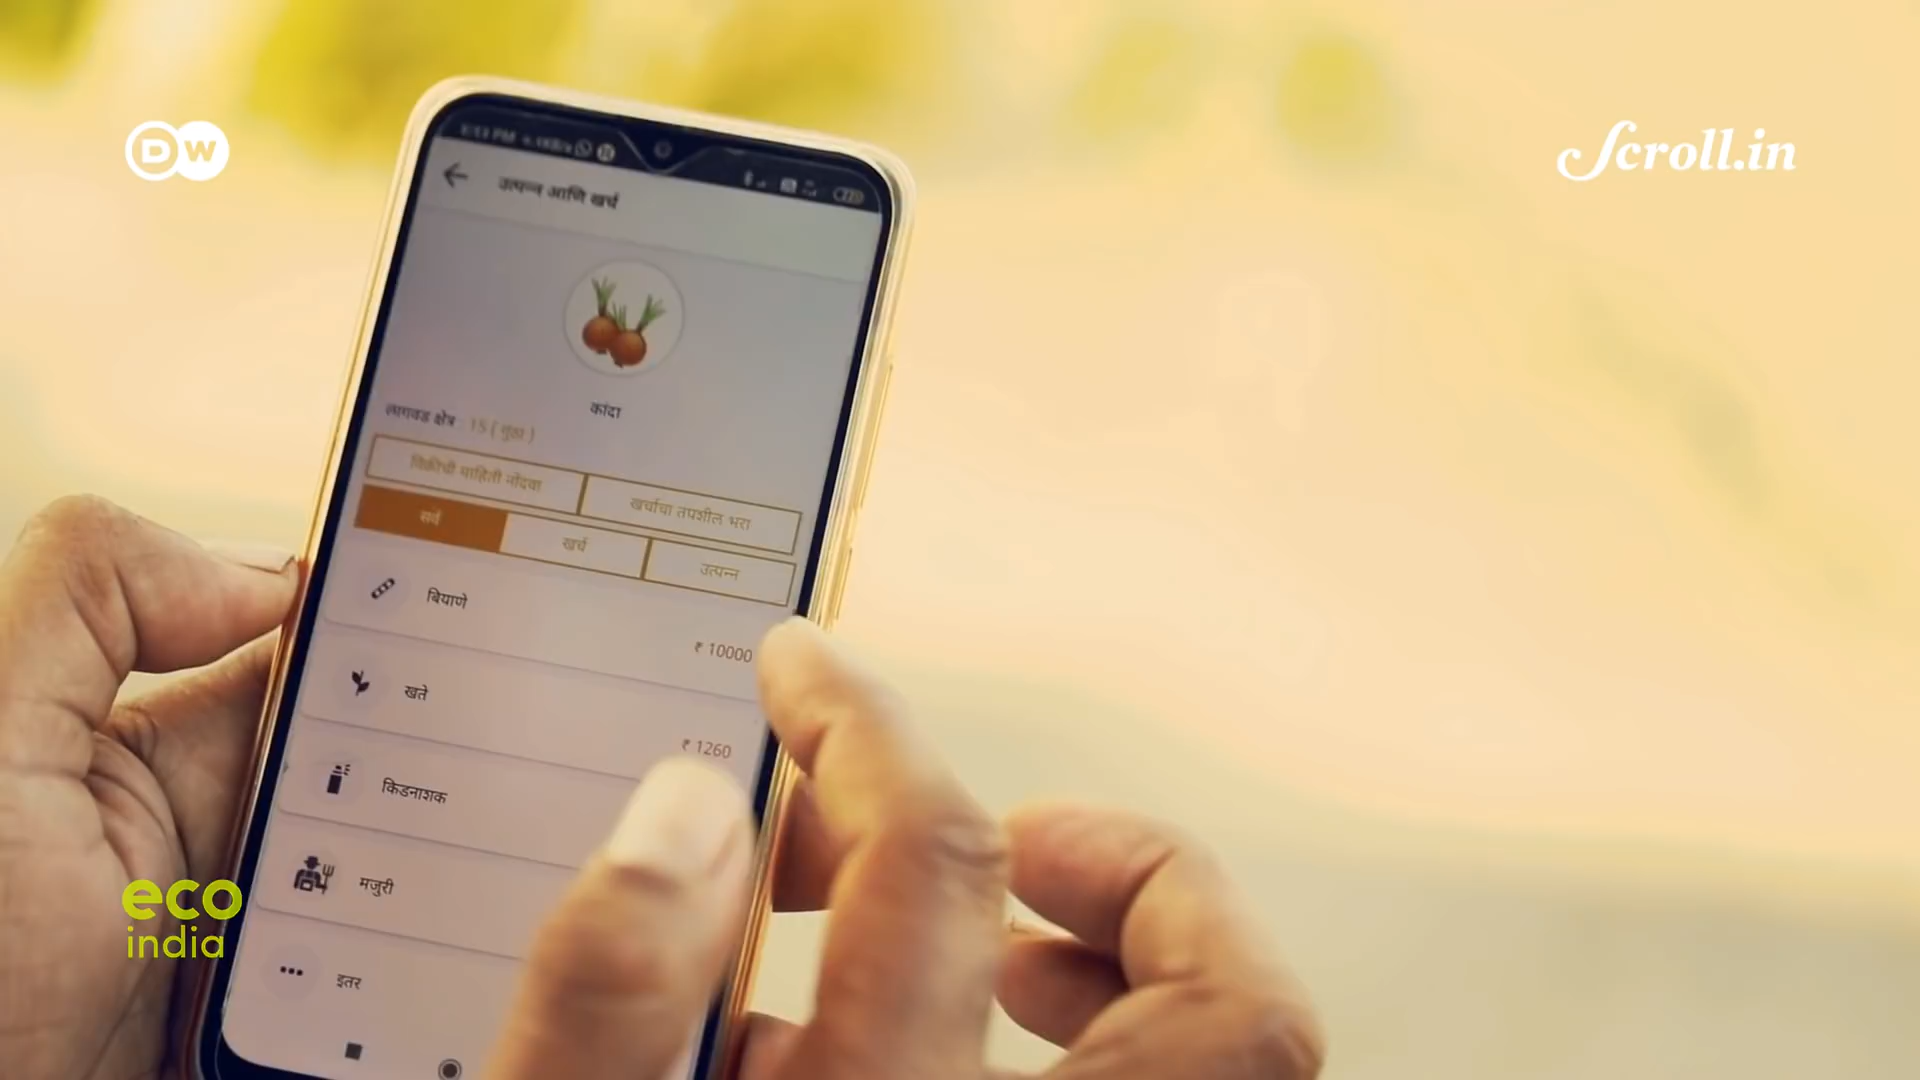 DW
Scroll.in
उत्पन्न आणि खर्च
कांदा
लागवड क्षेत्र : 15 ( गुंठा )
विक्रीची माहिती नोंदवा
खर्चाचा तपशील भरा
सर्व
खर्च
उत्पन्न
बियाणे
₹ 10000
खते
₹ 1260
किडनाशक
मजुरी
इतर
eco
india